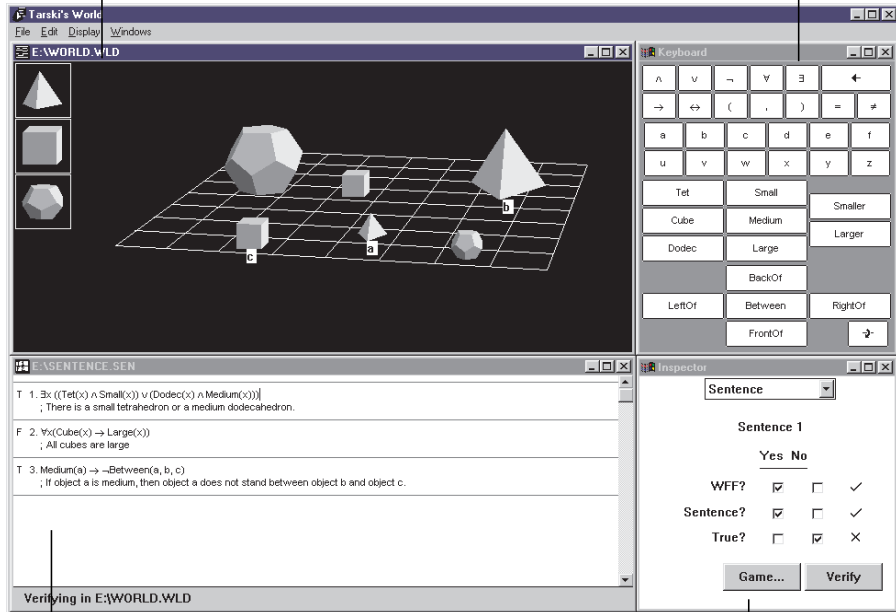 Tarski's World
File Edit Display Windows
E:\WORLD.WLD
b
a
c
Keyboard
∧ ∨ ¬ ∀ ∃ ←
→ ↔ ( , ) = ≠
a b c d e f
u v w x y z
Tet Small
Smaller
Cube Medium
Larger
Dodec Large
BackOf
LeftOf Between RightOf
FrontOf
E:\SENTENCE.SEN
T 1. ∃x ((Tet(x) ∧ Small(x)) ∨ (Dodec(x) ∧ Medium(x)))
; There is a small tetrahedron or a medium dodecahedron.
F 2. ∀x(Cube(x) → Large(x))
; All cubes are large
T 3. Medium(a) → ¬Between(a, b, c)
; If object a is medium, then object a does not stand between object b and object c.
Verifying in E:\WORLD.WLD
Inspector
Sentence
Sentence 1
Yes No
WFF?
Sentence?
True?
Game... Verify